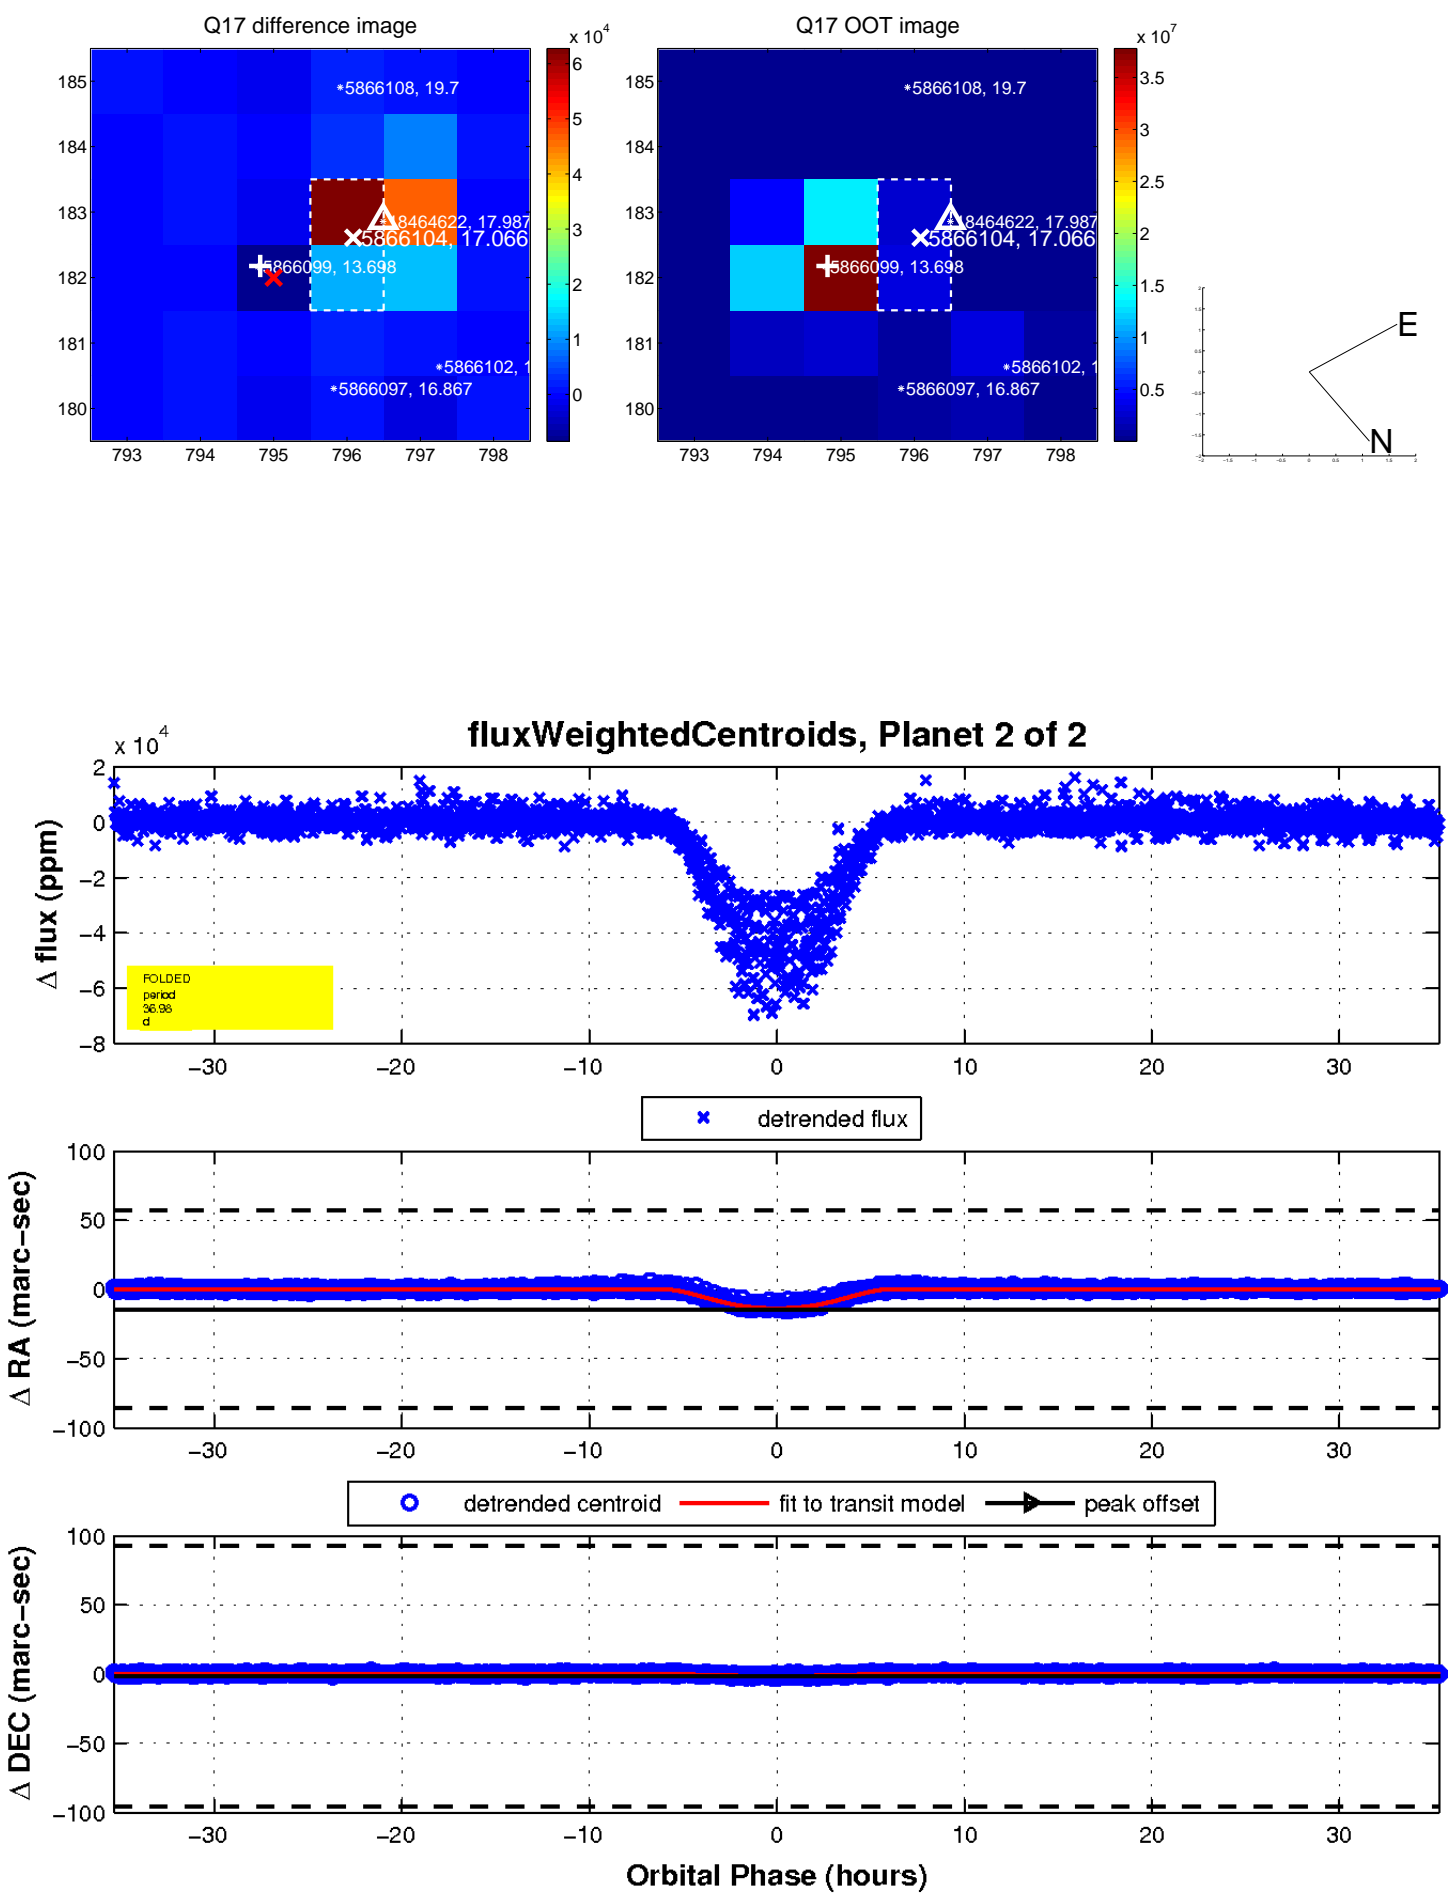 Q17 difference image
x 10^4
185
184
183
182
181
180
793 794 795 796 797 798
6
5
4
3
2
1
0
5866108, 19.7
18464622, 17.987
5866104, 17.066
5866099, 13.698
5866102, 1
5866097, 16.867
Q17 OOT image
x 10^7
185
184
183
182
181
180
793 794 795 796 797 798
3.5
3
2.5
2
1.5
1
0.5
5866108, 19.7
18464622, 17.987
5866104, 17.066
5866099, 13.698
5866102, 1
5866097, 16.867
E
N
fluxWeightedCentroids, Planet 2 of 2
x 10^4
Δ flux (ppm)
2
0
−2
−4
−6
−8
FOLDED
period
36.98
d
−30 −20 −10 0 10 20 30
detrended flux
Δ RA (marc−sec)
100
50
0
−50
−100
−30 −20 −10 0 10 20 30
detrended centroid fit to transit model peak offset
Δ DEC (marc−sec)
100
50
0
−50
−100
−30 −20 −10 0 10 20 30
Orbital Phase (hours)